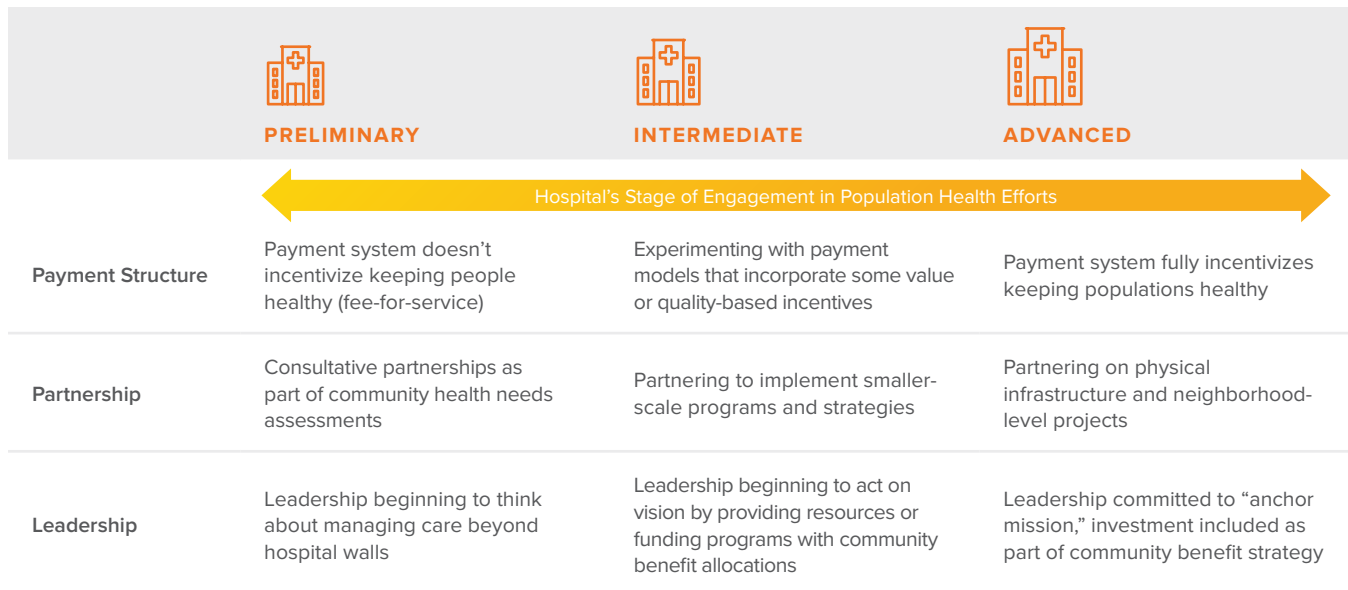 PRELIMINARY
INTERMEDIATE
ADVANCED
Hospital’s Stage of Engagement in Population Health Efforts
Payment Structure
Payment system doesn’t
incentivize keeping people
healthy (fee-for-service)
Experimenting with payment
models that incorporate some value
or quality-based incentives
Payment system fully incentivizes
keeping populations healthy
Partnership
Consultative partnerships as
part of community health needs
assessments
Partnering to implement smaller-
scale programs and strategies
Partnering on physical
infrastructure and neighborhood-
level projects
Leadership
Leadership beginning to think
about managing care beyond
hospital walls
Leadership beginning to act on
vision by providing resources or
funding programs with community
benefit allocations
Leadership committed to “anchor
mission,” investment included as
part of community benefit strategy